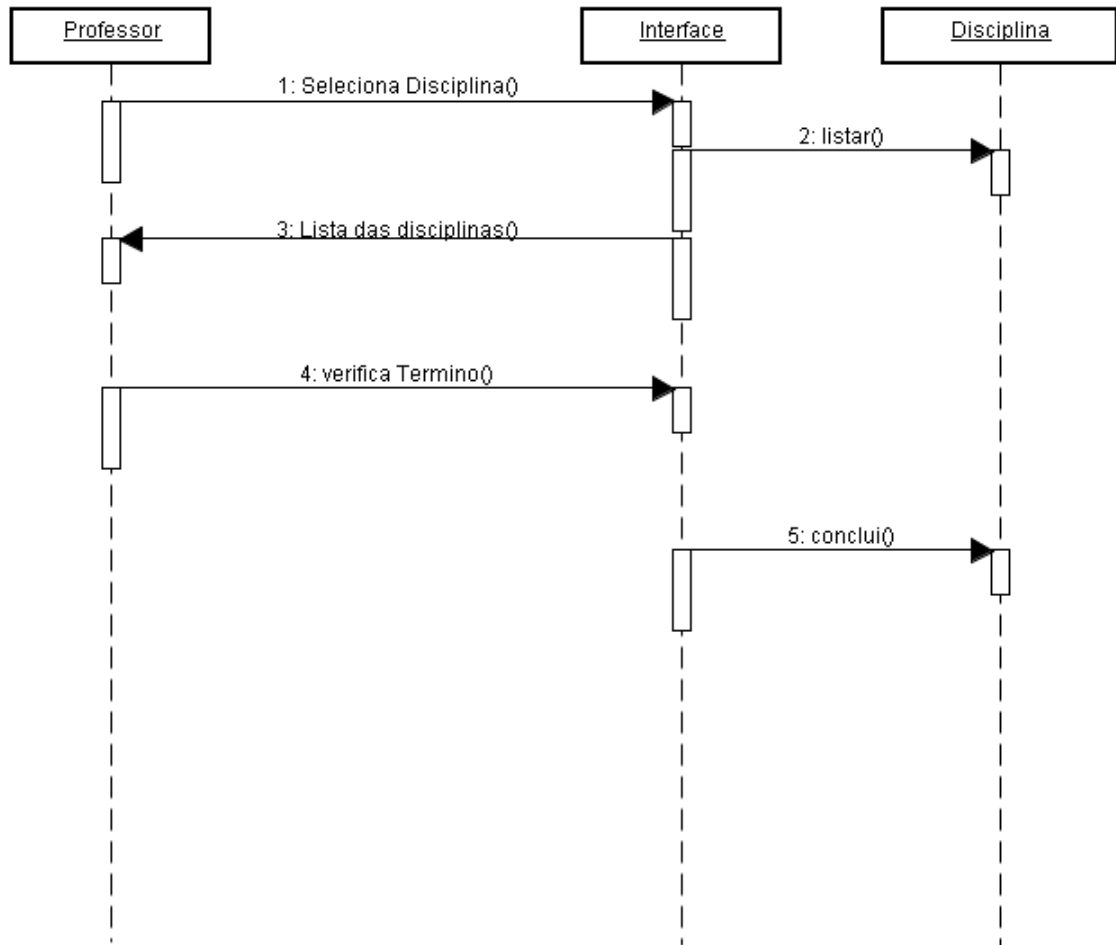 Professor
Interface
Disciplina
1: Seleciona Disciplina()
2: listar()
3: Lista das disciplinas()
4: verifica Termino()
5: conclui()